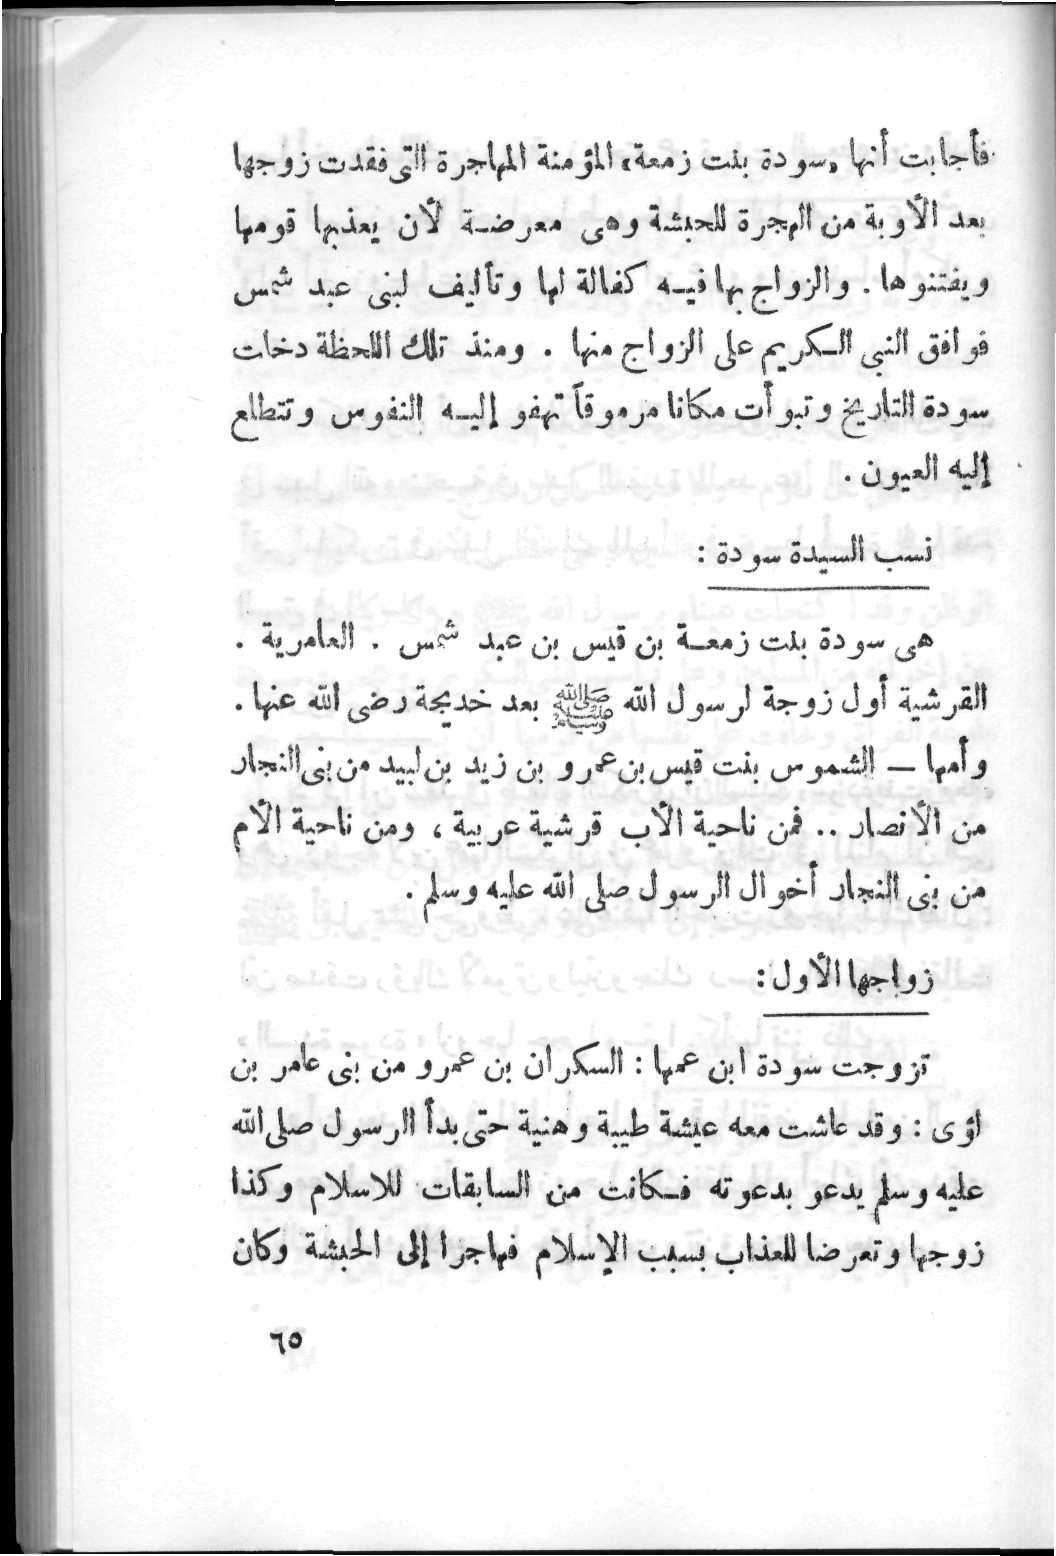 فأجابت أنها «سودة بنت زمعة» المؤمنة المهاجرة التى فقدت زوجها
بعد الأوبة من الهجرة للحبشة وهى معرضة لأن يعذبها قومها
ويفتنوها . والزواج بها فيه كفالة لها وتأليف لبنى عبد شمس
فوافق النبى الكريم على الزواج منها . ومنذ تلك اللحظة دخلت
سودة التاريخ وتبوأت مكانا مرموقاً تهفو إليه النفوس وتتطلع
إليه العيون .
نسب السيدة سودة :
هى سودة بنت زمعة بن قيس بن عبد شمس . العامرية .
القرشية أول زوجة لرسول الله ﷺ بعد خديجة رضى الله عنها .
وأمها — الشموس بنت قيس بن عمرو بن زيد بن لبيد من بنى النجار
من الأنصار .. فمن ناحية الأب قرشية عربية ، ومن ناحية الأم
من بنى النجار أخوال الرسول صلى الله عليه وسلم .
زواجها الأول :
تزوجت سودة ابن عمها : السكران بن عمرو من بنى عامر بن
لؤى : وقد عاشت معه عيشة طيبة وهنية حتى بدأ الرسول صلى الله
عليه وسلم يدعو بدعوته فكانت من السابقات للاسلام وكذا
زوجها وتعرضا للعذاب بسبب الإسلام فهاجرا إلى الحبشة وكان
٦٥